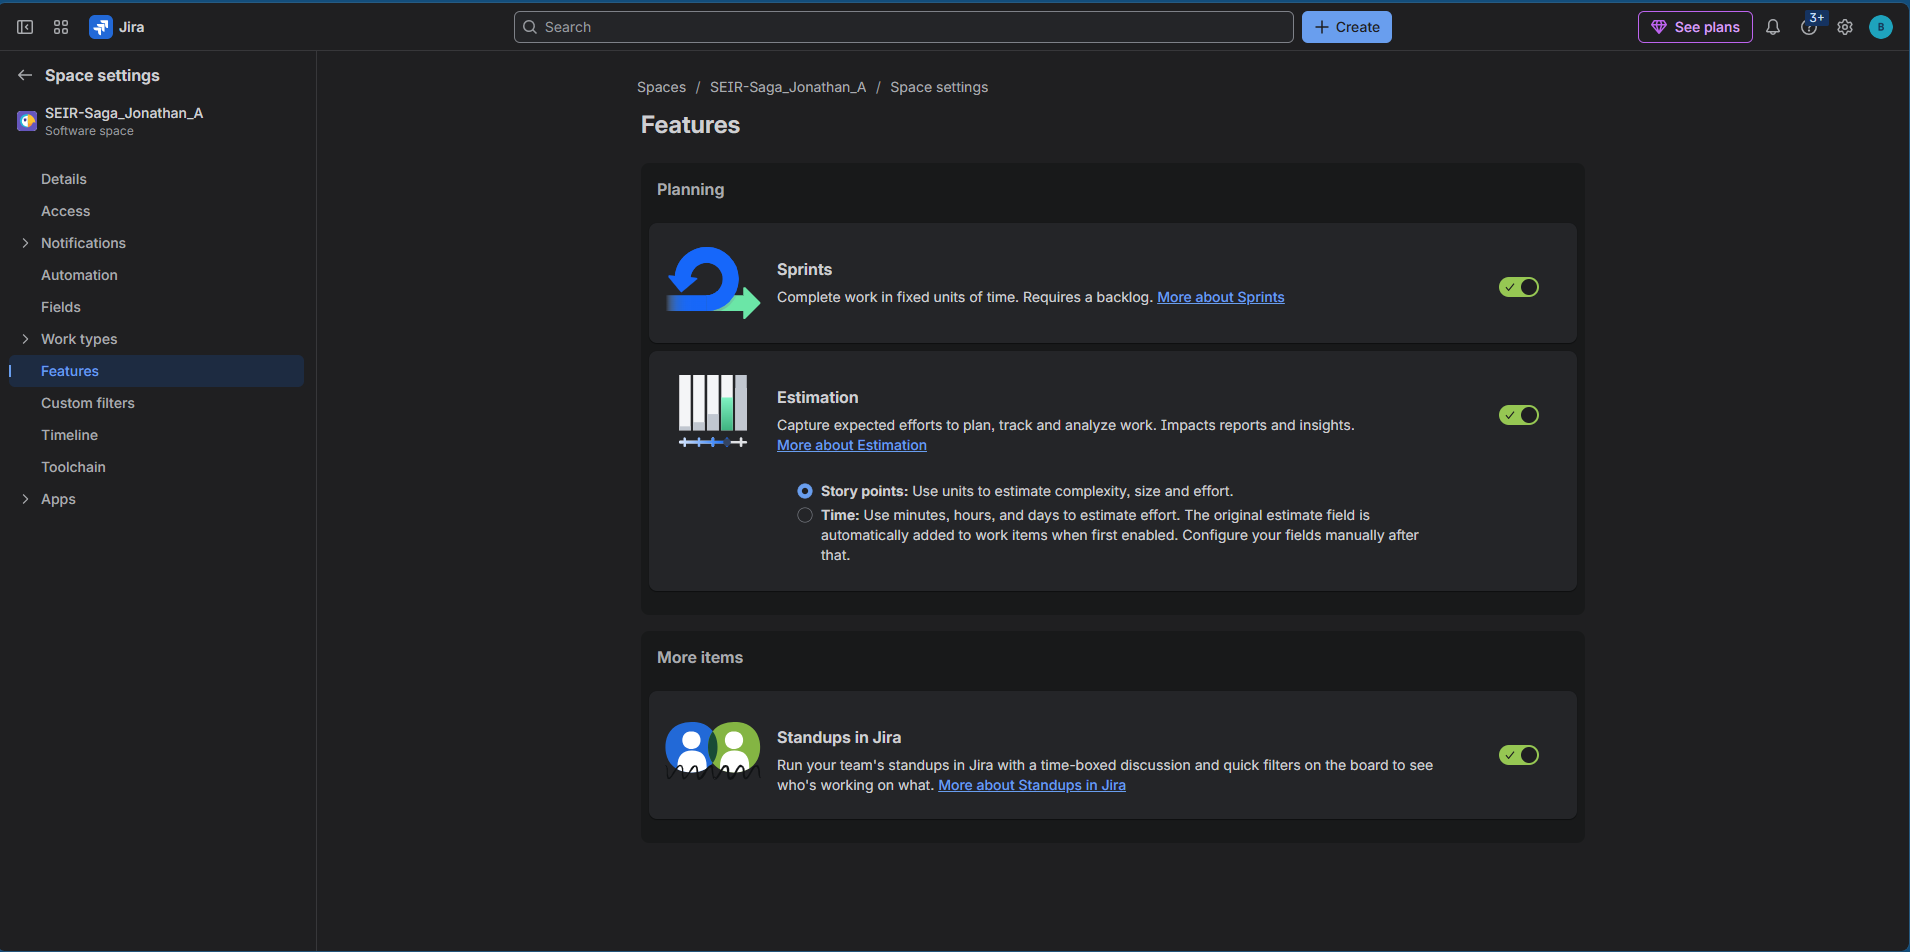 Jira
Search
Create
See plans
3+
B
Space settings
SEIR-Saga_Jonathan_A
Software space
Details
Access
Notifications
Automation
Fields
Work types
Features
Custom filters
Timeline
Toolchain
Apps
Spaces / SEIR-Saga_Jonathan_A / Space settings
Features
Planning
Sprints
Complete work in fixed units of time. Requires a backlog. More about Sprints
Estimation
Capture expected efforts to plan, track and analyze work. Impacts reports and insights.
More about Estimation
Story points: Use units to estimate complexity, size and effort.
Time: Use minutes, hours, and days to estimate effort. The original estimate field is
automatically added to work items when first enabled. Configure your fields manually after
that.
More items
Standups in Jira
Run your team's standups in Jira with a time-boxed discussion and quick filters on the board to see
who's working on what. More about Standups in Jira